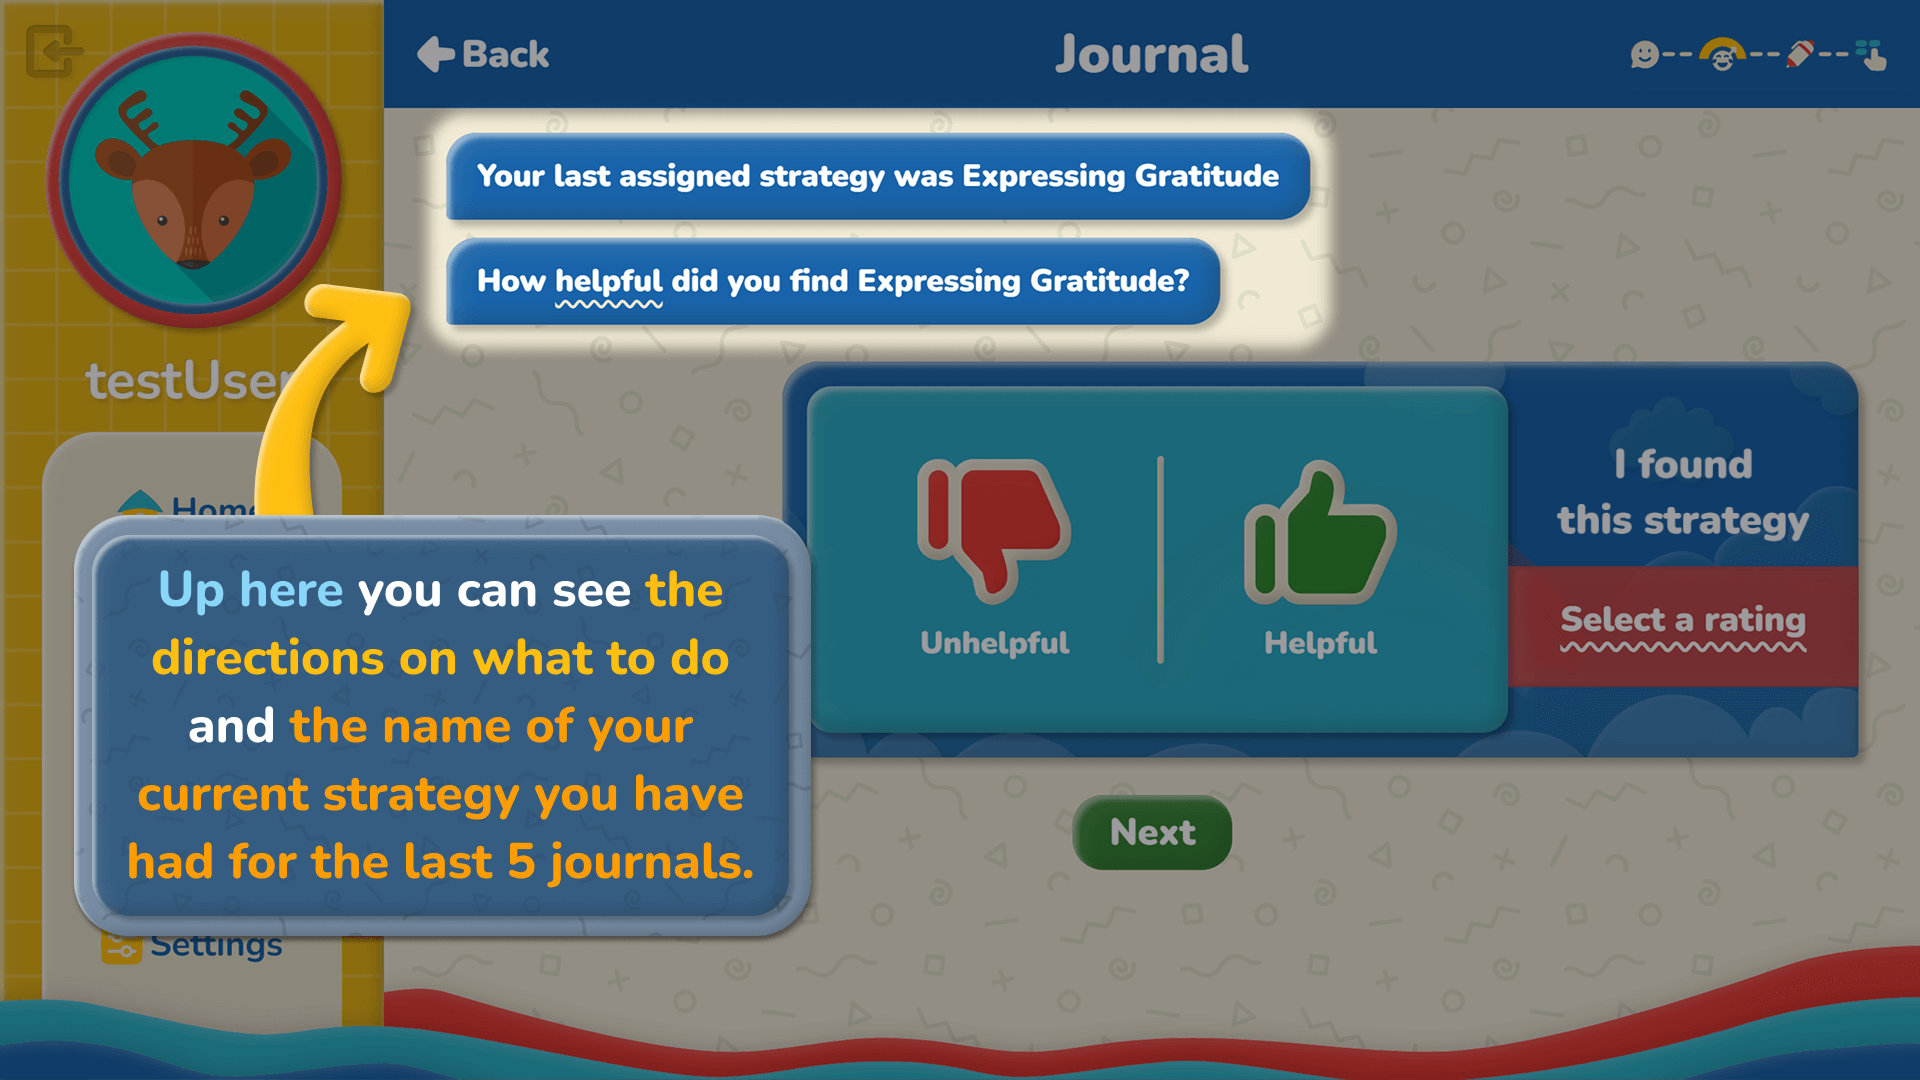 Back
Journal
Your last assigned strategy was Expressing Gratitude
How helpful did you find Expressing Gratitude?
testUser
Home
I found
this strategy
Select a rating
Unhelpful
Helpful
Up here you can see the
directions on what to do
and the name of your
current strategy you have
had for the last 5 journals.
Next
Settings